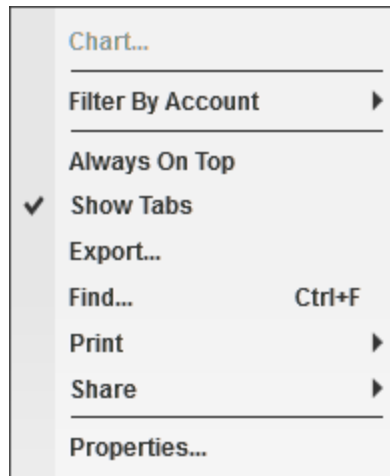 Chart...
Filter By Account
Always On Top
Show Tabs
Export...
Find... Ctrl+F
Print
Share
Properties...